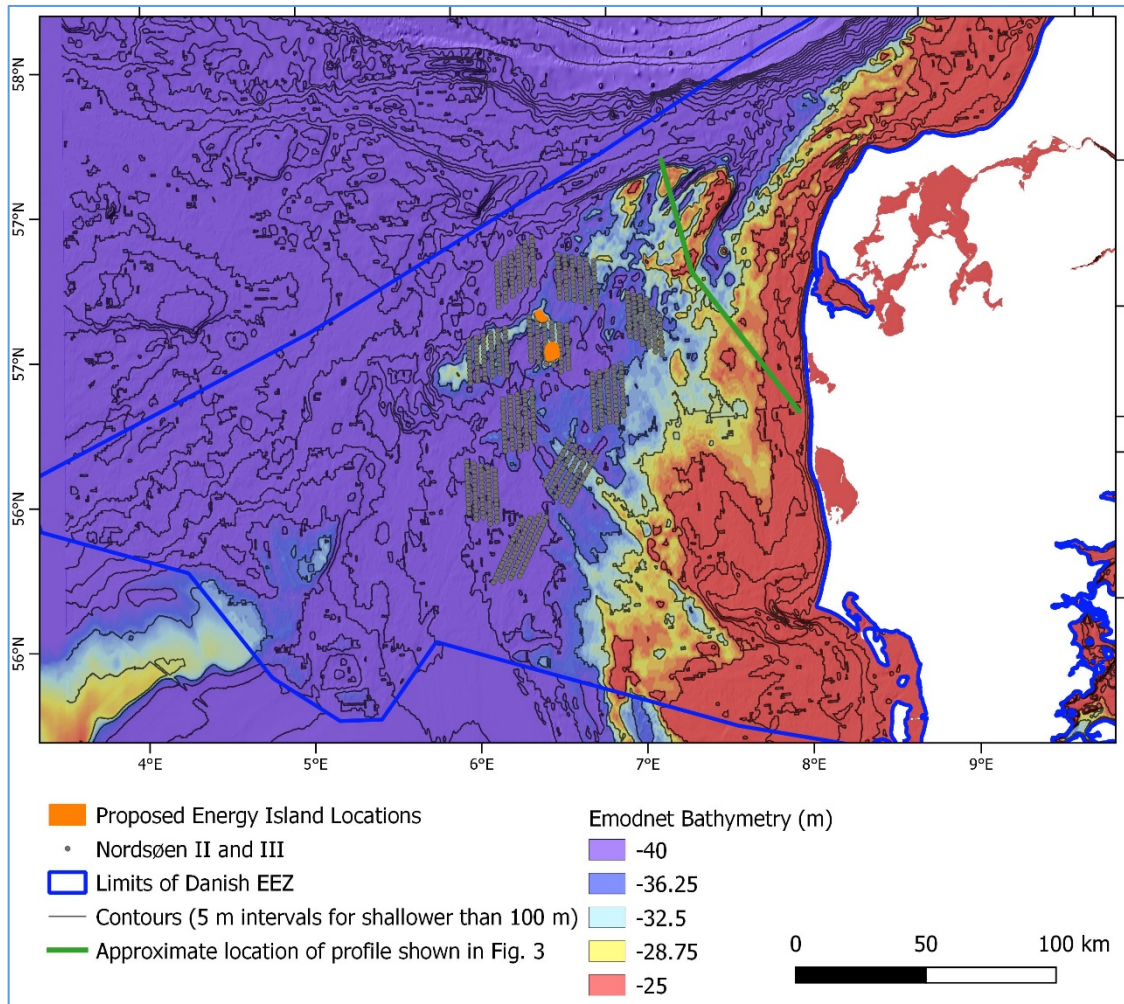 58°N
57°N
57°N
56°N
56°N
4°E 5°E 6°E 7°E 8°E 9°E
Proposed Energy Island Locations
Nordsøen II and III
Limits of Danish EEZ
Contours (5 m intervals for shallower than 100 m)
Approximate location of profile shown in Fig. 3
Emodnet Bathymetry (m)
-40
-36.25
-32.5
-28.75
-25
0 50 100 km